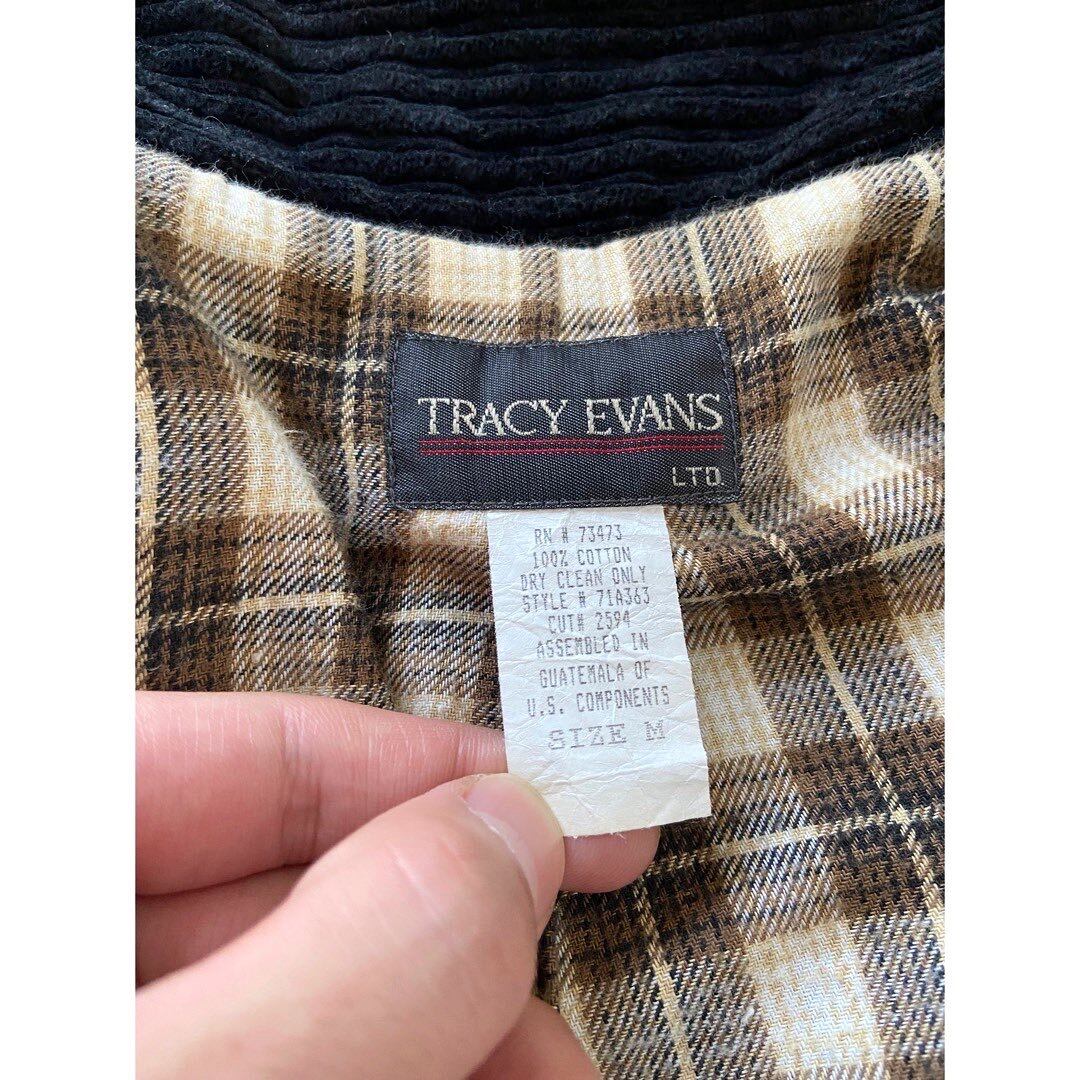 TRACY EVANS
LTD.
RN # 73473
100% COTTON
DRY CLEAN ONLY
STYLE # 71A363
CUT# 2594
ASSEMBLED IN
GUATEMALA OF
U.S. COMPONENTS
SIZE M